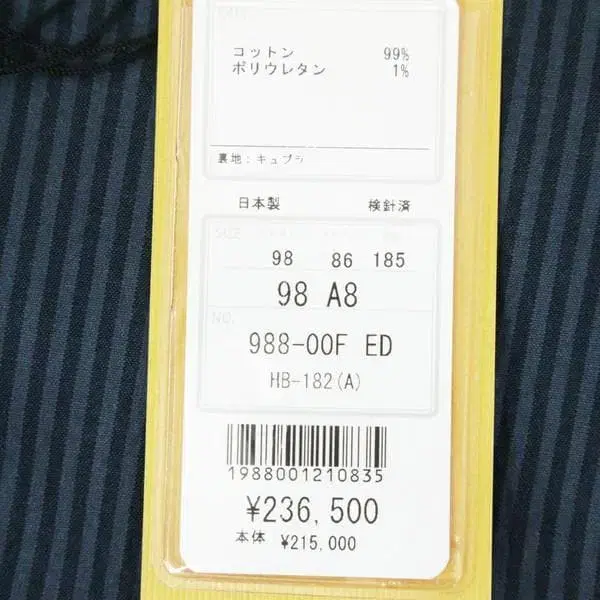 コットン 99%
ポリウレタン 1%
裏地：キュプラ
日本製 検針済
SIZE
98 86 185
98 A8
NO.
988-00F ED
HB-182(A)
1988001210835
¥236,500
本体 ¥215,000